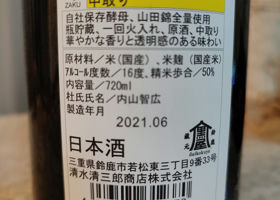 ZAKU 中取り
自社保存酵母、山田錦全量使用
瓶貯蔵、一回火入れ、原酒、中取り
華やかな香りと透明感のある味わい
原材料／米(国産米)、米麹(国産米)
アルコール度数／16度、精米歩合／50%
内容量／720ml
杜氏氏名／内山智広
製造年月
2021.06
日本酒
三重県鈴鹿市若松東三丁目9番33号
清水清三郎商店株式会社